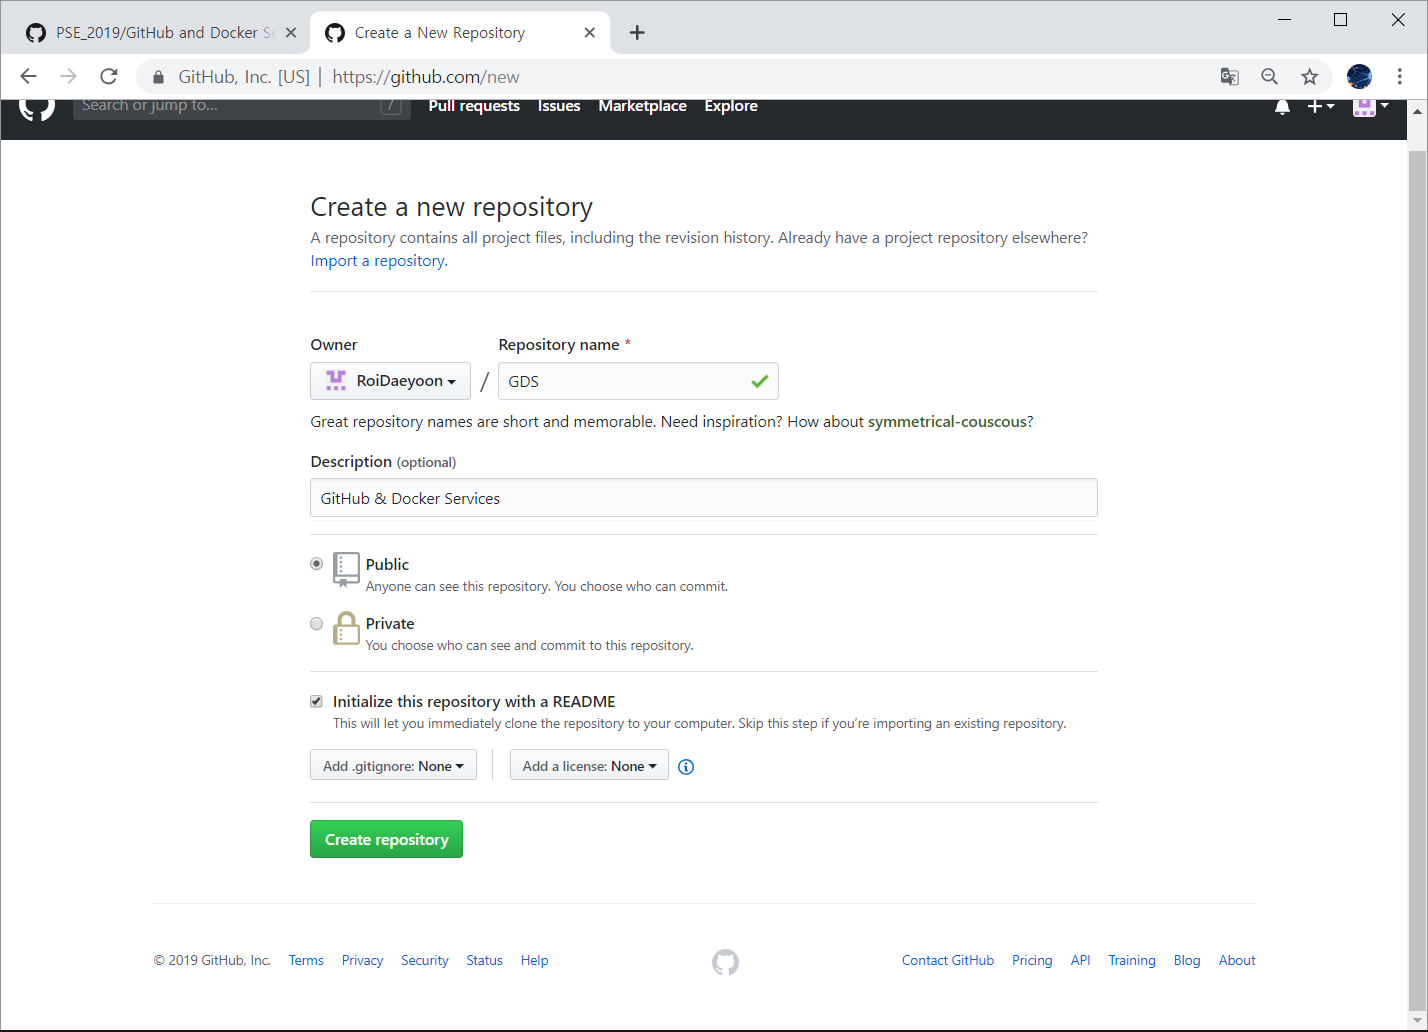 PSE_2019/GitHub and Docker Se
Create a New Repository
GitHub, Inc. [US] | https://github.com/new
Search or jump to...
/
Pull requests Issues Marketplace Explore
Create a new repository
A repository contains all project files, including the revision history. Already have a project repository elsewhere?
Import a repository.
Owner Repository name *
RoiDaeyoon / GDS
Great repository names are short and memorable. Need inspiration? How about symmetrical-couscous?
Description (optional)
GitHub & Docker Services
Public
Anyone can see this repository. You choose who can commit.
Private
You choose who can see and commit to this repository.
Initialize this repository with a README
This will let you immediately clone the repository to your computer. Skip this step if you’re importing an existing repository.
Add .gitignore: None Add a license: None
Create repository
© 2019 GitHub, Inc. Terms Privacy Security Status Help Contact GitHub Pricing API Training Blog About